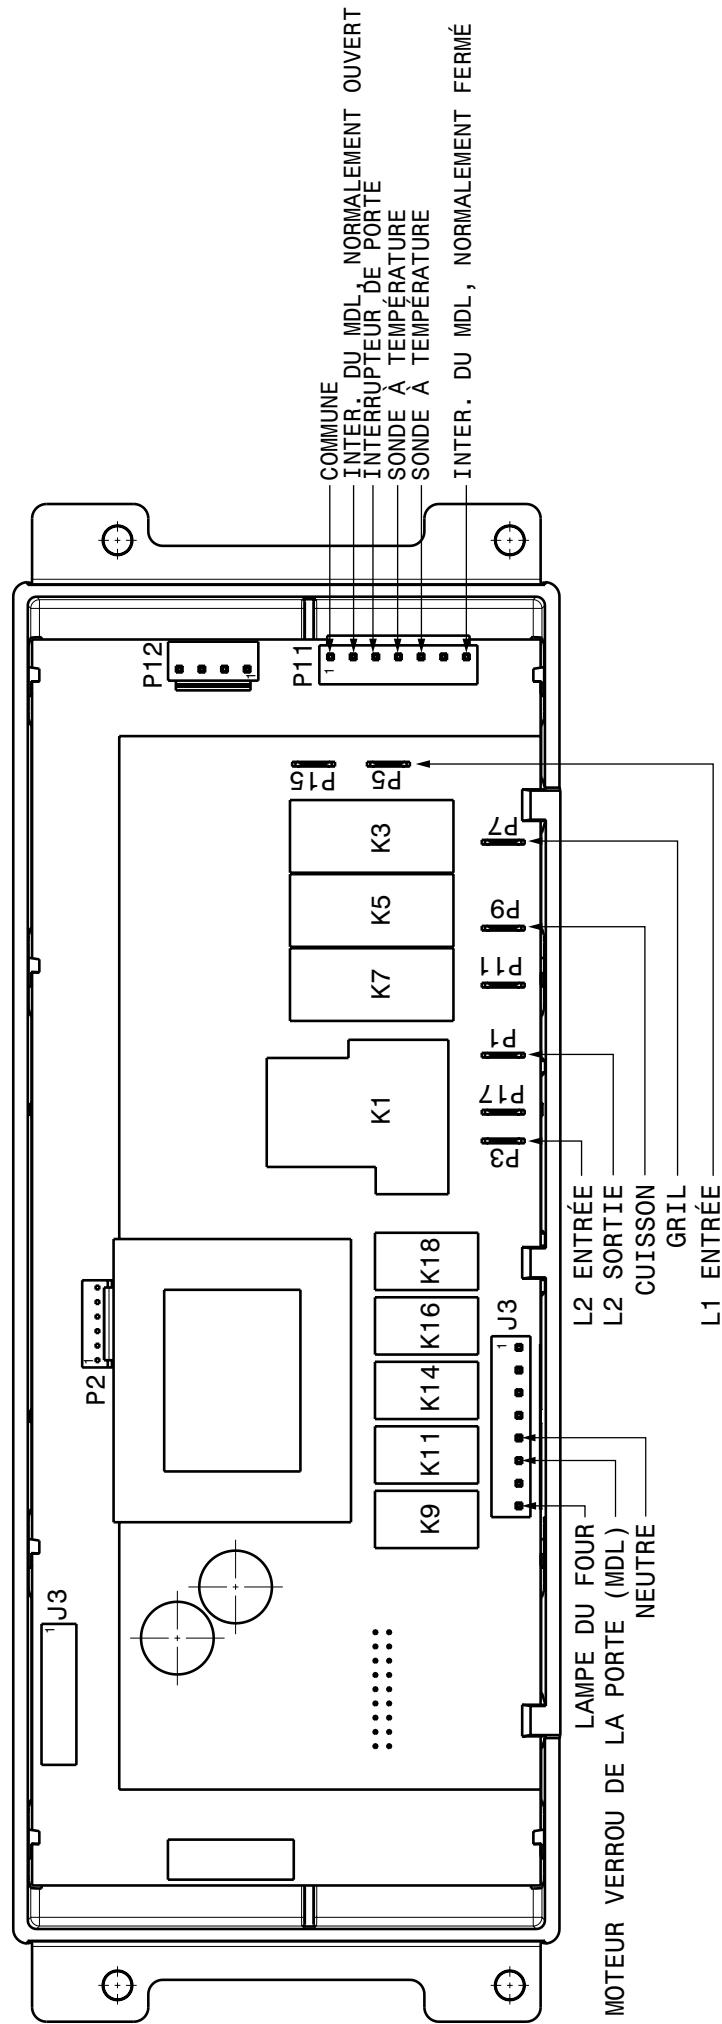 COMMUNE
INTER. DU MDL, NORMALEMENT OUVERT
INTERRUPTEUR DE PORTE
SONDE À TEMPÉRATURE
SONDE À TEMPÉRATURE
INTER. DU MDL, NORMALEMENT FERMÉ
P12
1
P11
1
P15
P5
K3
K5
K7
K1
P7
P9
P11
P1
P17
P3
L2 ENTRÉE
L2 SORTIE
CUISSON
GRIL
L1 ENTRÉE
P2
1
K18
K16
K14
K11
K9
J3
1
J3
1
LAMPE DU FOUR
MOTEUR VERROU DE LA PORTE (MDL)
NEUTRE